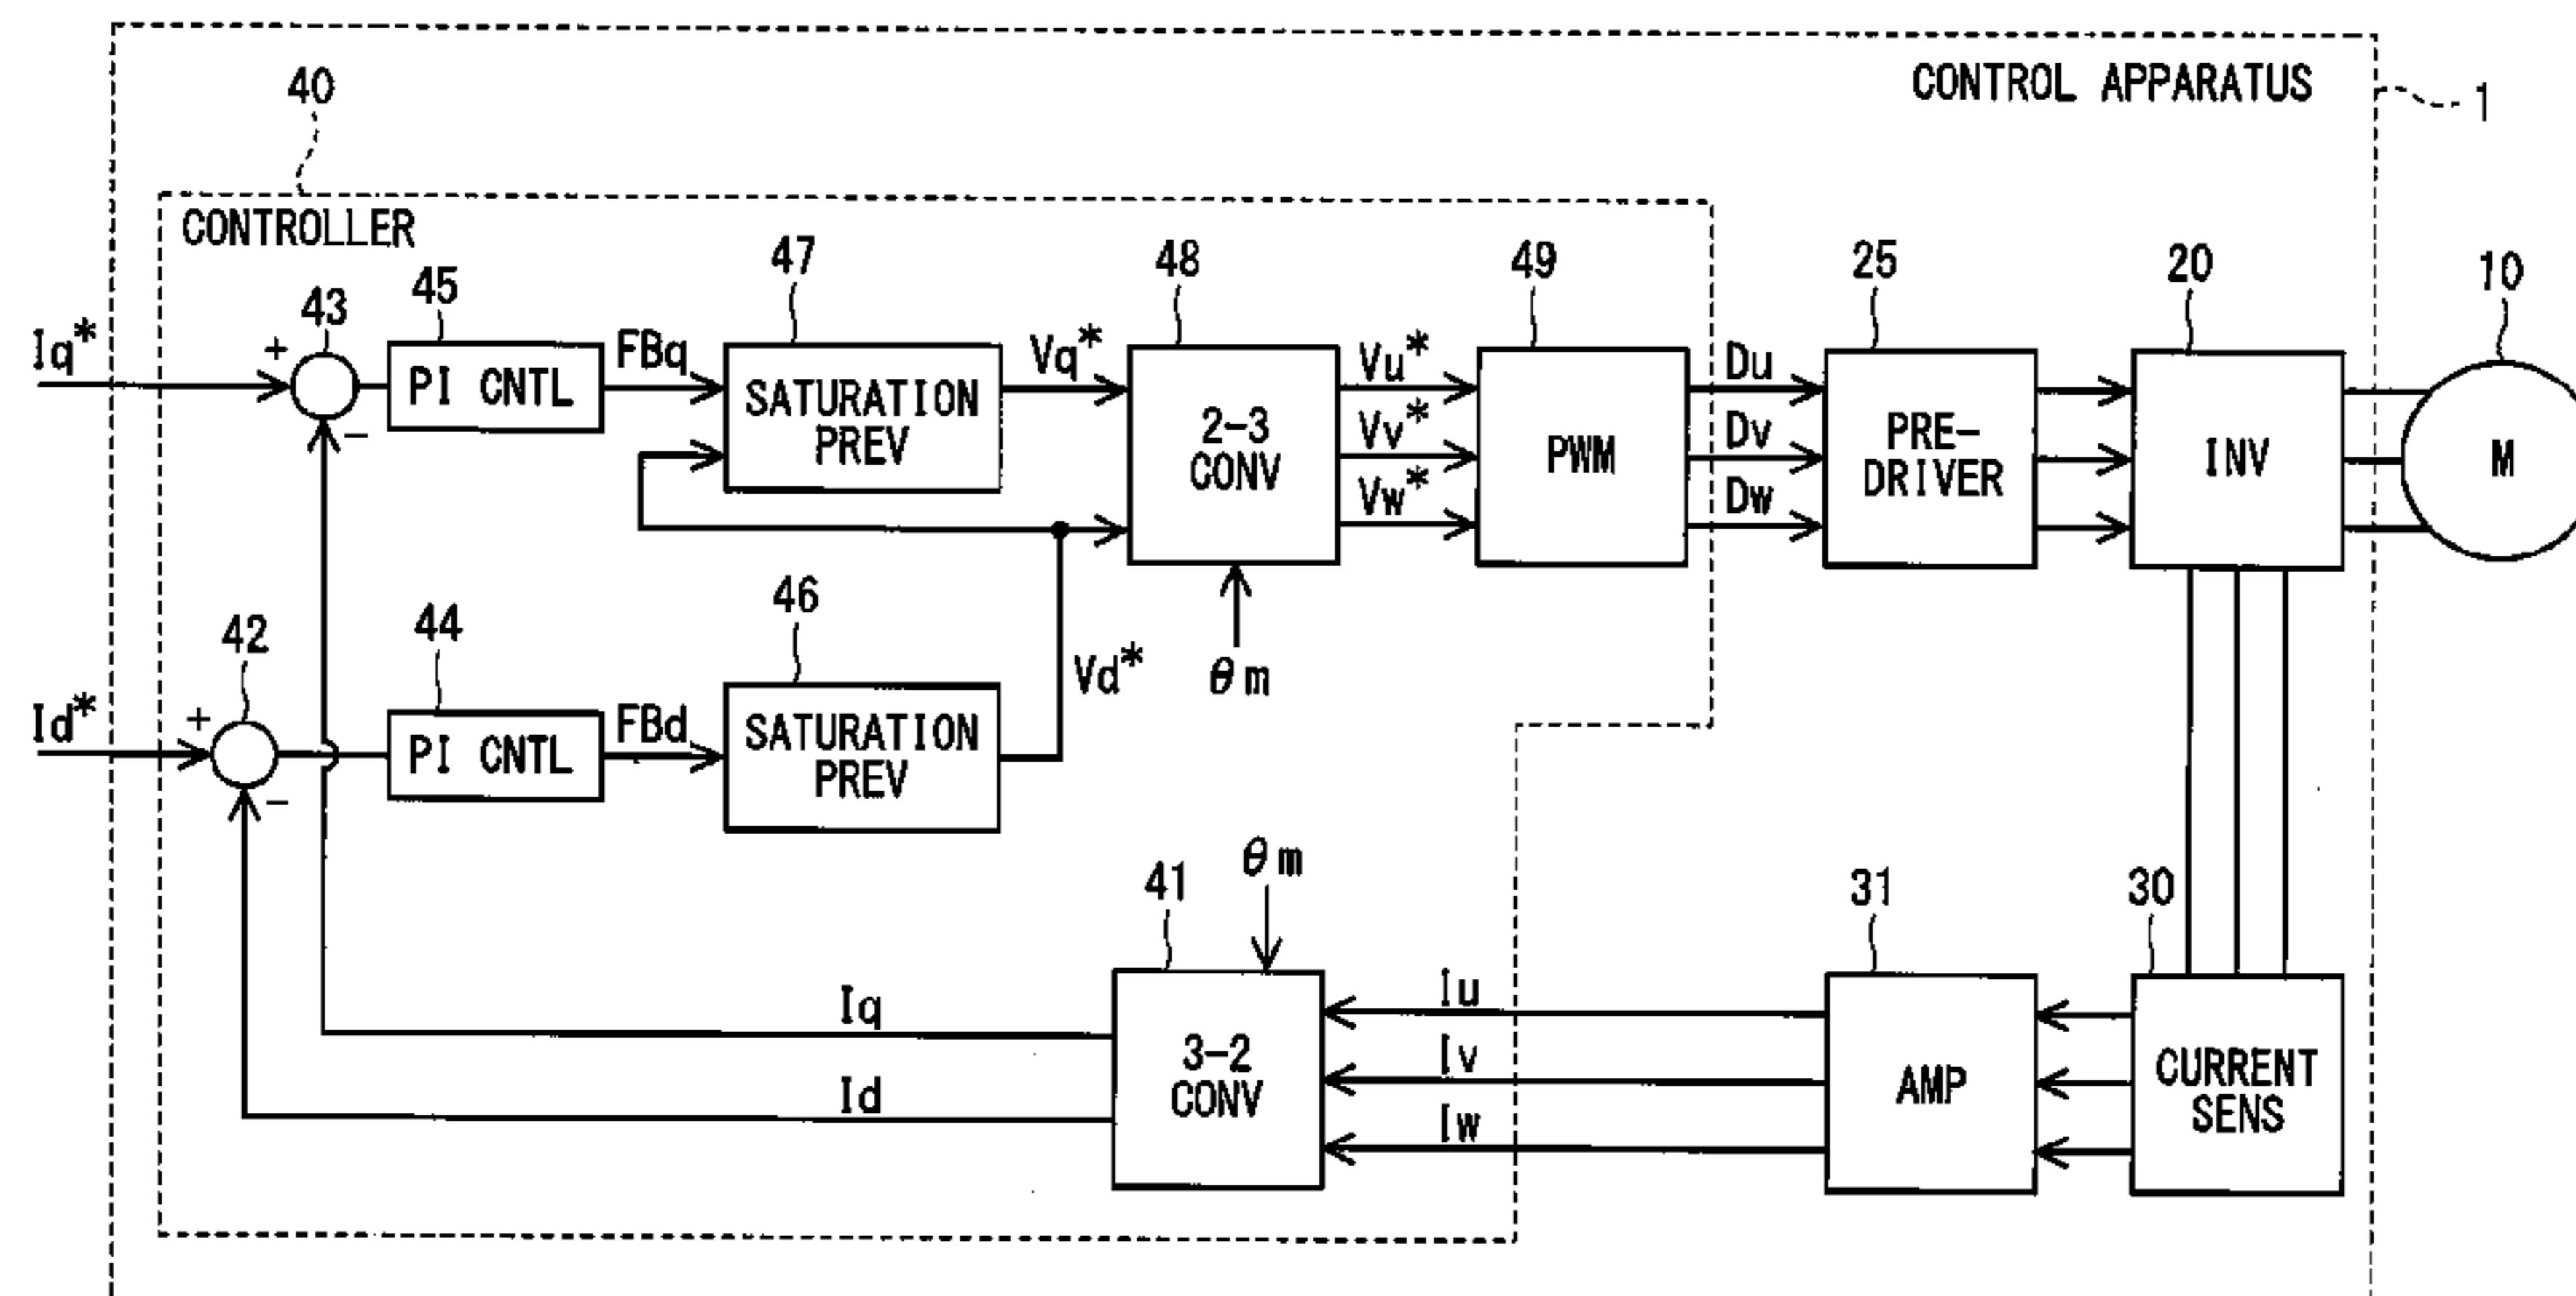 CONTROL APPARATUS
1
40
CONTROLLER
Iq*
+
43
-
45
PI CNTL
FBq
47
SATURATION
PREV
Vq*
48
2-3
CONV
θm
Vu*
Vv*
Vw*
49
PWM
Du
Dv
Dw
25
PRE-
DRIVER
20
INV
10
M
Id*
+
42
-
44
PI CNTL
FBd
46
SATURATION
PREV
Vd*
Iq
Id
41
θm
3-2
CONV
Iu
Iv
Iw
31
AMP
30
CURRENT
SENS